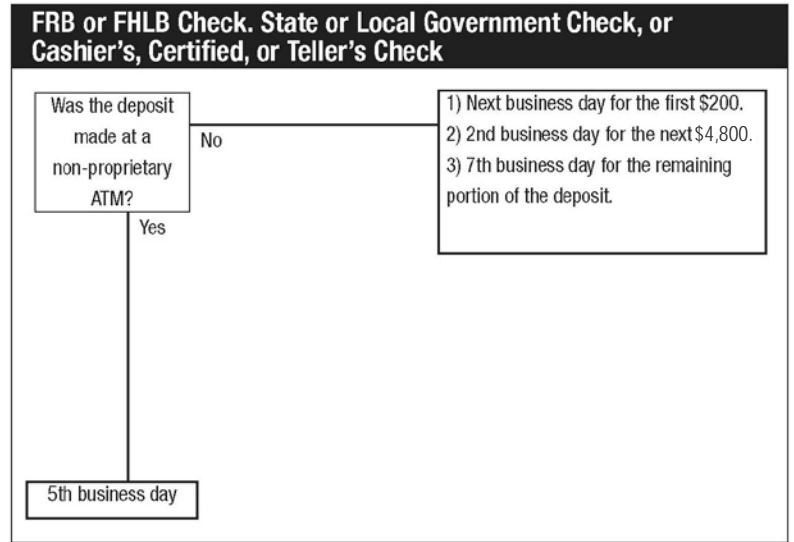 FRB or FHLB Check. State or Local Government Check, or
Cashier's, Certified, or Teller's Check
Was the deposit
made at a
non-proprietary
ATM?
No
Yes
1) Next business day for the first $200.
2) 2nd business day for the next $4,800.
3) 7th business day for the remaining
portion of the deposit.
5th business day